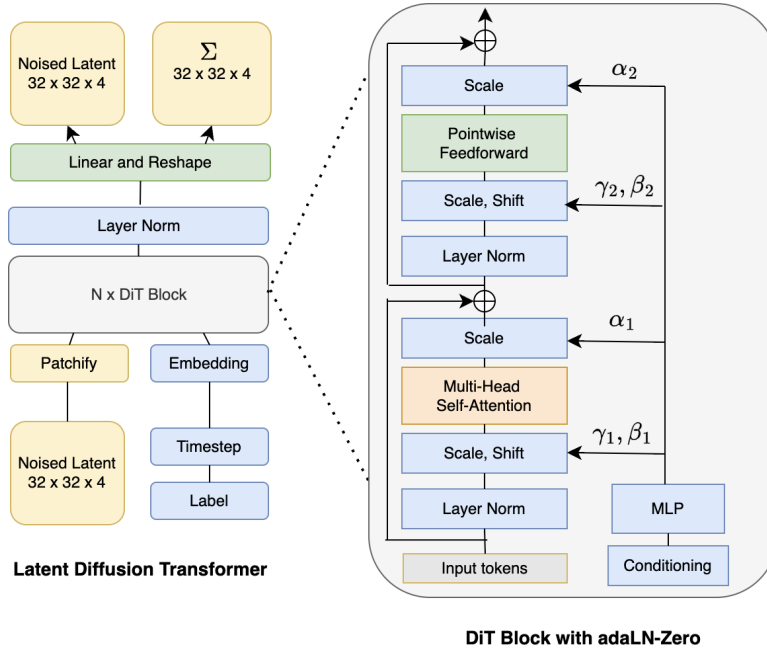 Noised Latent
32 x 32 x 4
Σ
32 x 32 x 4
Linear and Reshape
Layer Norm
N x DiT Block
Patchify
Embedding
Noised Latent
32 x 32 x 4
Timestep
Label
Latent Diffusion Transformer
Scale
α₂
Pointwise
Feedforward
Scale, Shift
γ₂, β₂
Layer Norm
Scale
α₁
Multi-Head
Self-Attention
Scale, Shift
γ₁, β₁
Layer Norm
MLP
Input tokens
Conditioning
DiT Block with adaLN-Zero